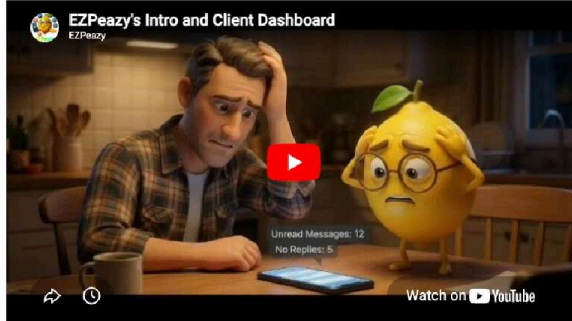 EZPeazy's Intro and Client Dashboard
EZPeazy
Unread Messages: 12
No Replies: 5
Watch on YouTube